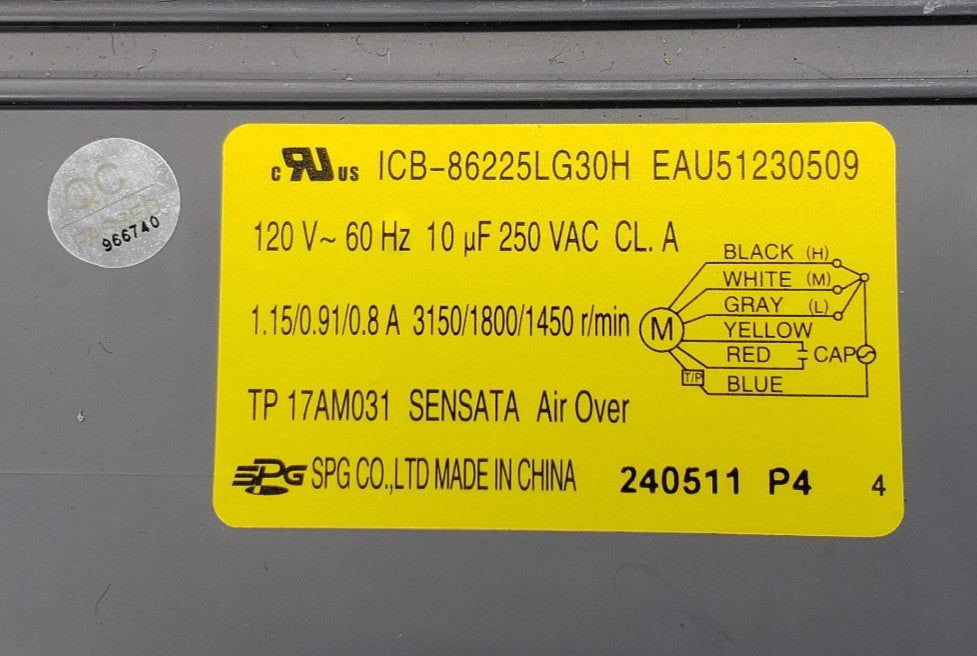 QC
PASSED
966740
c RU us ICB-86225LG30H EAU51230509
120 V~ 60 Hz 10 µF 250 VAC CL. A
1.15/0.91/0.8 A 3150/1800/1450 r/min
TP 17AM031 SENSATA Air Over
SPG SPG CO.,LTD MADE IN CHINA 240511 P4 4
BLACK (H)
WHITE (M)
GRAY (L)
M YELLOW
RED CAP
T/P BLUE